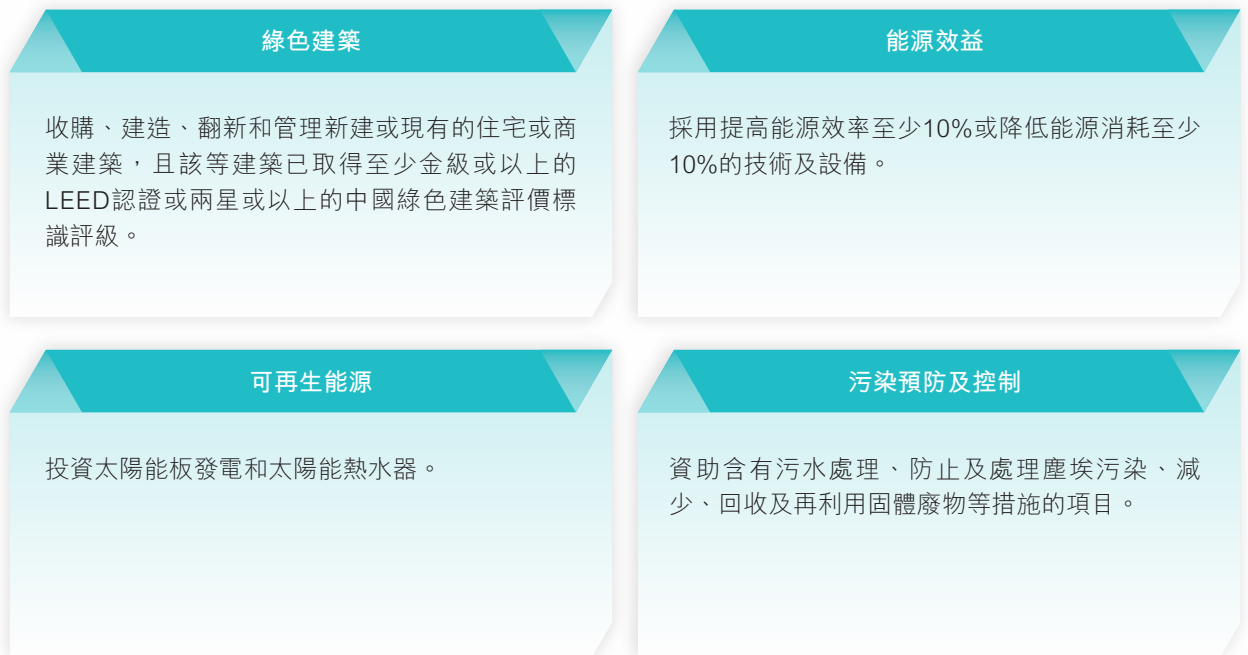 綠色建築
收購、建造、翻新和管理新建或現有的住宅或商
業建築，且該等建築已取得至少金級或以上的
LEED認證或兩星或以上的中國綠色建築評價標
識評級。
能源效益
採用提高能源效率至少10%或降低能源消耗至少
10%的技術及設備。
可再生能源
投資太陽能板發電和太陽能熱水器。
污染預防及控制
資助含有污水處理、防止及處理塵埃污染、減
少、回收及再利用固體廢物等措施的項目。